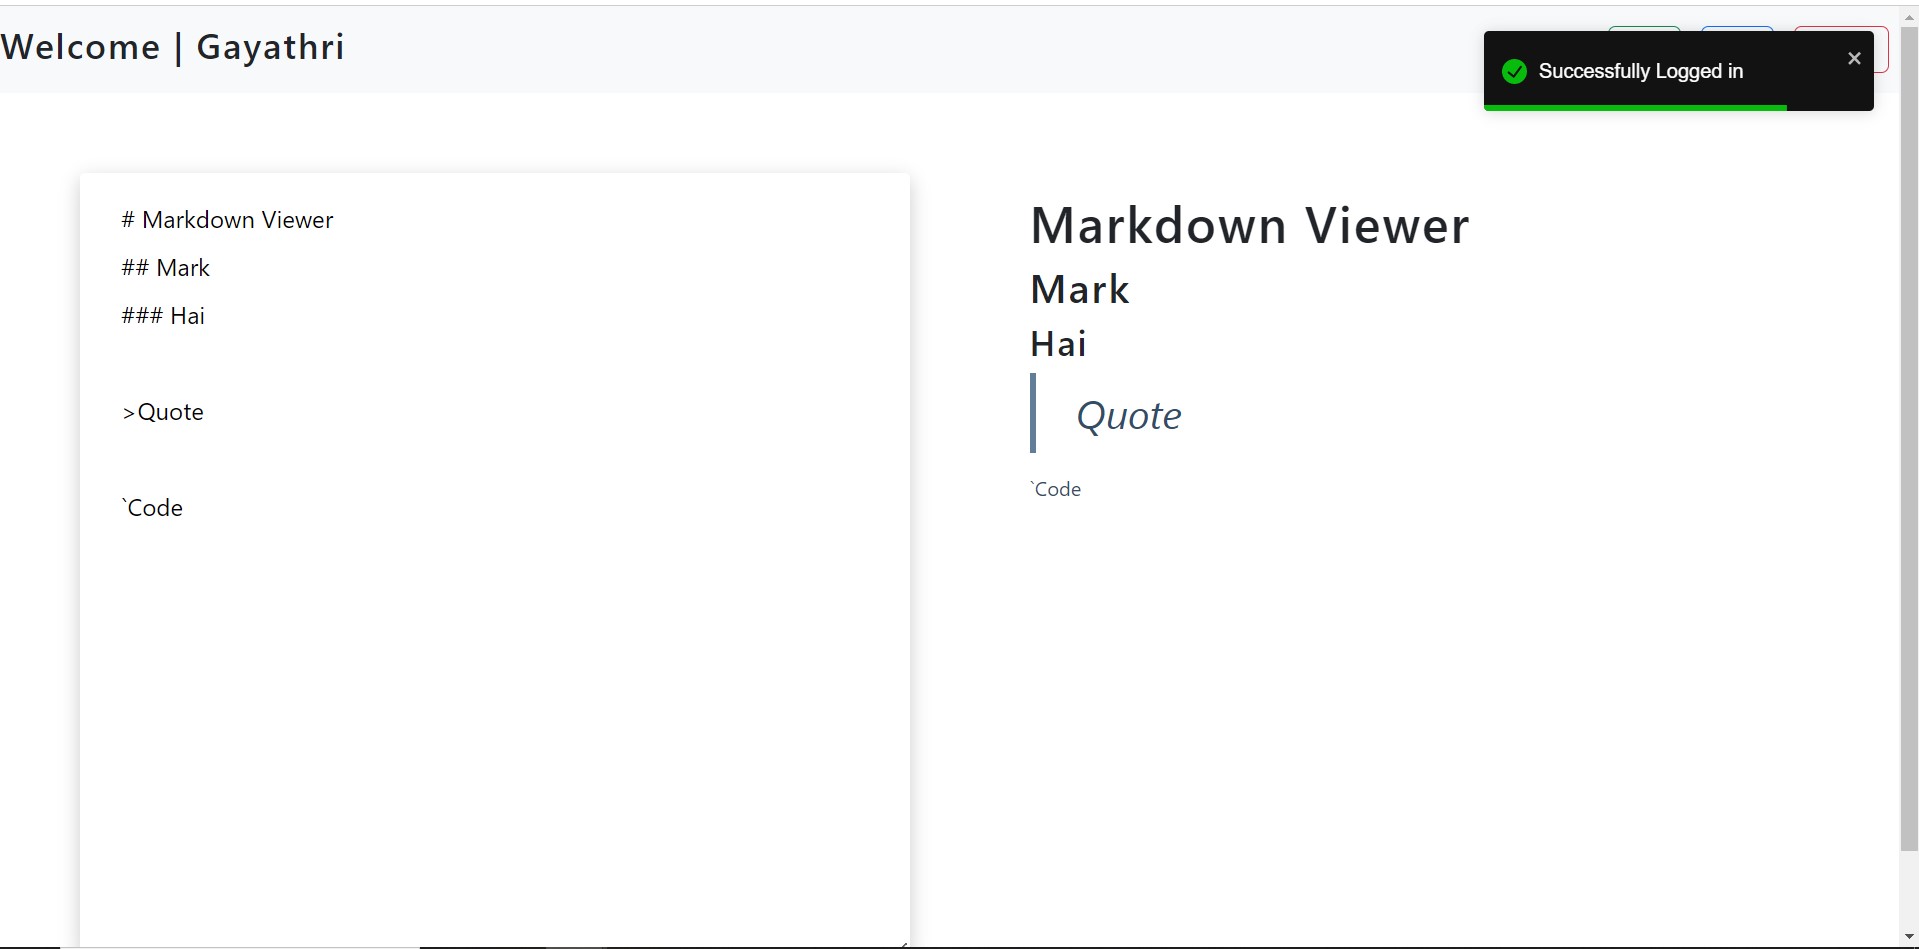 Welcome | Gayathri
Successfully Logged in
# Markdown Viewer
## Mark
### Hai
>Quote
`Code
Markdown Viewer
Mark
Hai
Quote
`Code